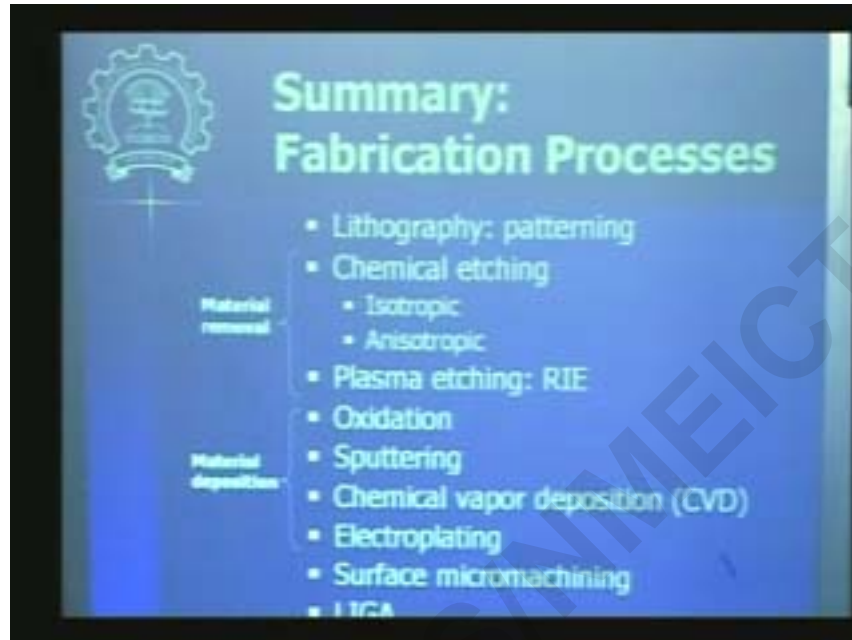 Summary:
Fabrication Processes
▪ Lithography: patterning
▪ Chemical etching
▪ Isotropic
▪ Anisotropic
Material
removal
▪ Plasma etching: RIE
▪ Oxidation
▪ Sputtering
▪ Chemical vapor deposition (CVD)
▪ Electroplating
Material
deposition
▪ Surface micromachining
▪ LIGA